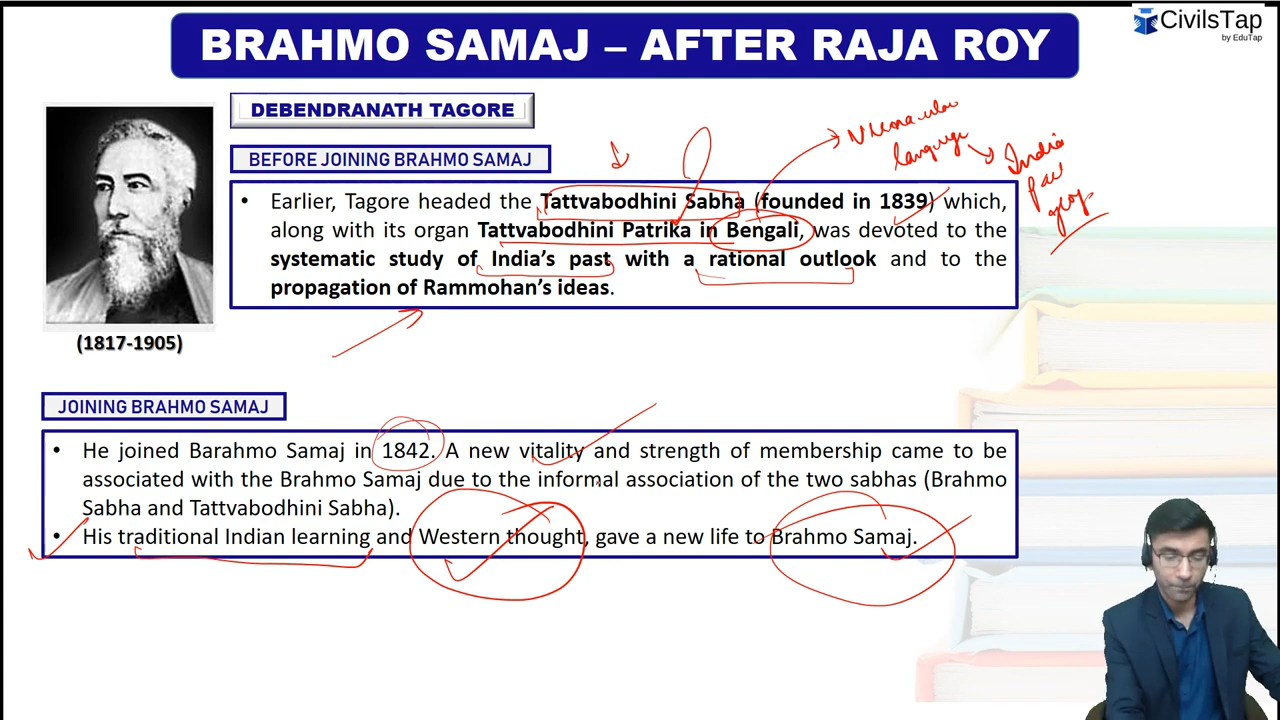 BRAHMO SAMAJ – AFTER RAJA ROY
CivilsTap
by EduTap
DEBENDRANATH TAGORE
BEFORE JOINING BRAHMO SAMAJ
• Earlier, Tagore headed the Tattvabodhini Sabha (founded in 1839) which,
along with its organ Tattvabodhini Patrika in Bengali, was devoted to the
systematic study of India's past with a rational outlook and to the
propagation of Rammohan's ideas.
language
India
(1817-1905)
JOINING BRAHMO SAMAJ
• He joined Barahmo Samaj in 1842. A new vitality and strength of membership came to be
associated with the Brahmo Samaj due to the informal association of the two sabhas (Brahmo
Sabha and Tattvabodhini Sabha).
• His traditional Indian learning and Western thought, gave a new life to Brahmo Samaj.